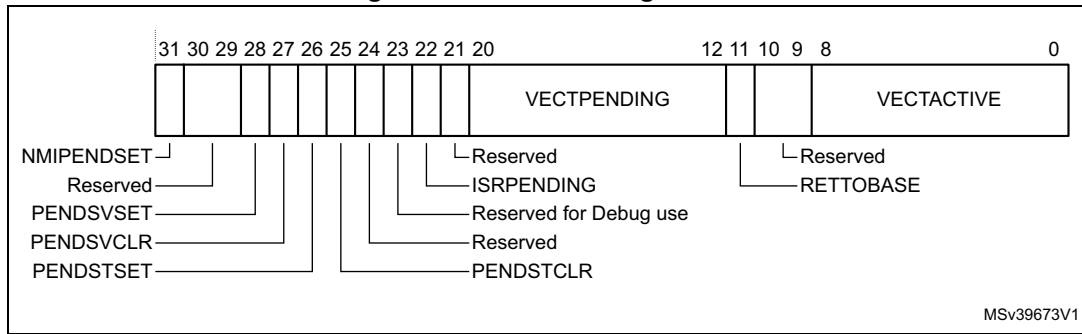 31 30 29 28 27 26 25 24 23 22 21 20 12 11 10 9 8 0
VECTPENDING VECTACTIVE
NMIPENDSET Reserved Reserved
Reserved ISRPENDING RETTOBASE
PENDSVSET Reserved for Debug use
PENDSVCLR Reserved
PENDSTSET PENDSTCLR
MSv39673V1